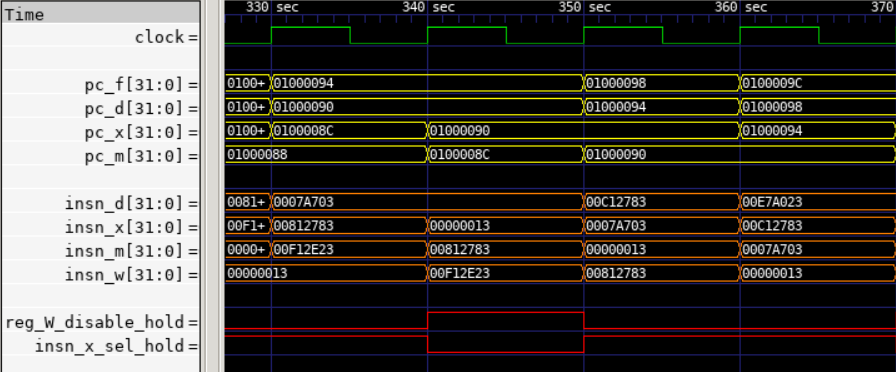 Time
330 sec 340 sec 350 sec 360 sec 370
clock=
pc_f[31:0]= 0100+ 01000094 01000098 0100009C
pc_d[31:0]= 0100+ 01000090 01000094 01000098
pc_x[31:0]= 0100+ 0100008C 01000090 01000094
pc_m[31:0]= 01000088 0100008C 01000090
insn_d[31:0]= 0081+ 0007A703 00C12783 00E7A023
insn_x[31:0]= 00F1+ 00812783 00000013 0007A703 00C12783
insn_m[31:0]= 0000+ 00F12E23 00812783 00000013 0007A703
insn_w[31:0]= 00000013 00F12E23 00812783 00000013
reg_W_disable_hold=
insn_x_sel_hold=